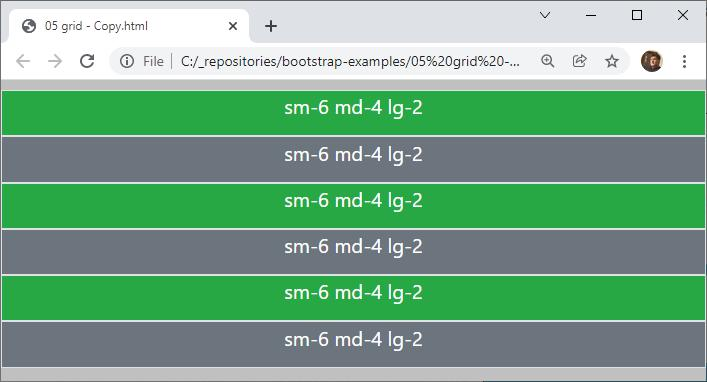 05 grid - Copy.html
File C:/_repositories/bootstrap-examples/05%20grid%20-...
sm-6 md-4 lg-2
sm-6 md-4 lg-2
sm-6 md-4 lg-2
sm-6 md-4 lg-2
sm-6 md-4 lg-2
sm-6 md-4 lg-2